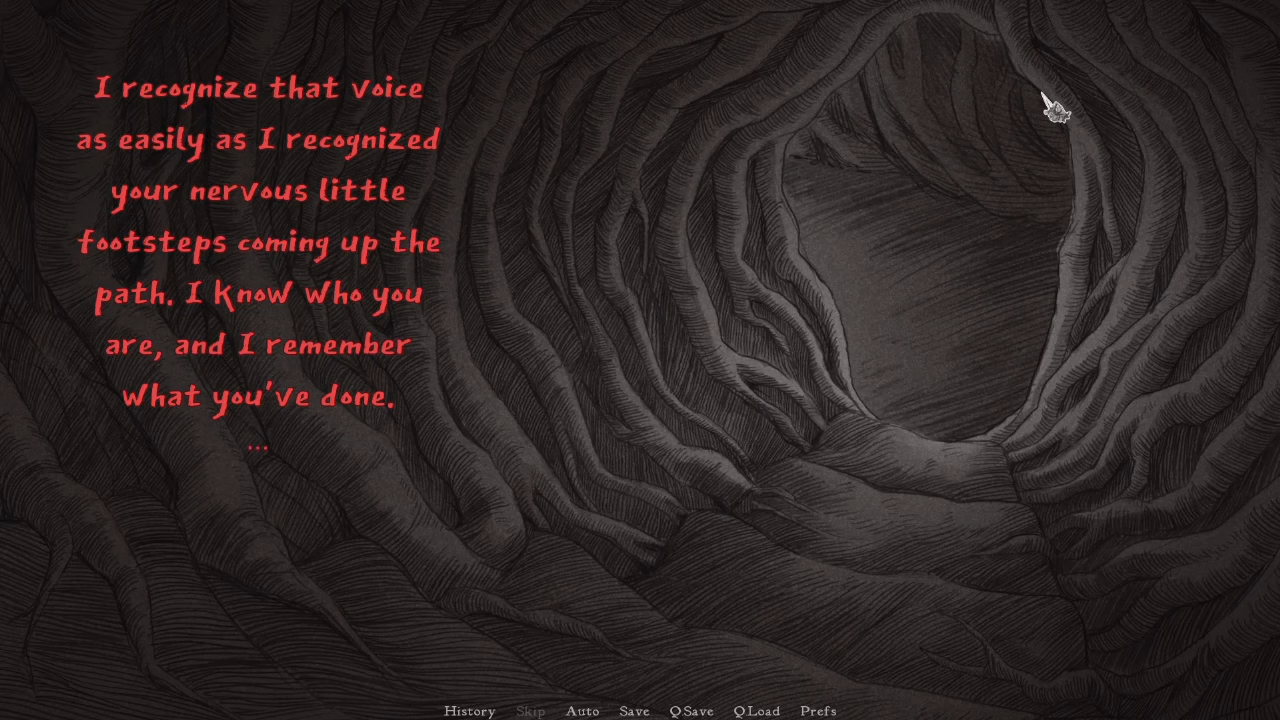 I recognize that voice
as easily as I recognized
your nervous little
footsteps coming up the
path. I know who you
are, and I remember
what you've done.
...
History Skip Auto Save Q.Save Q.Load Prefs